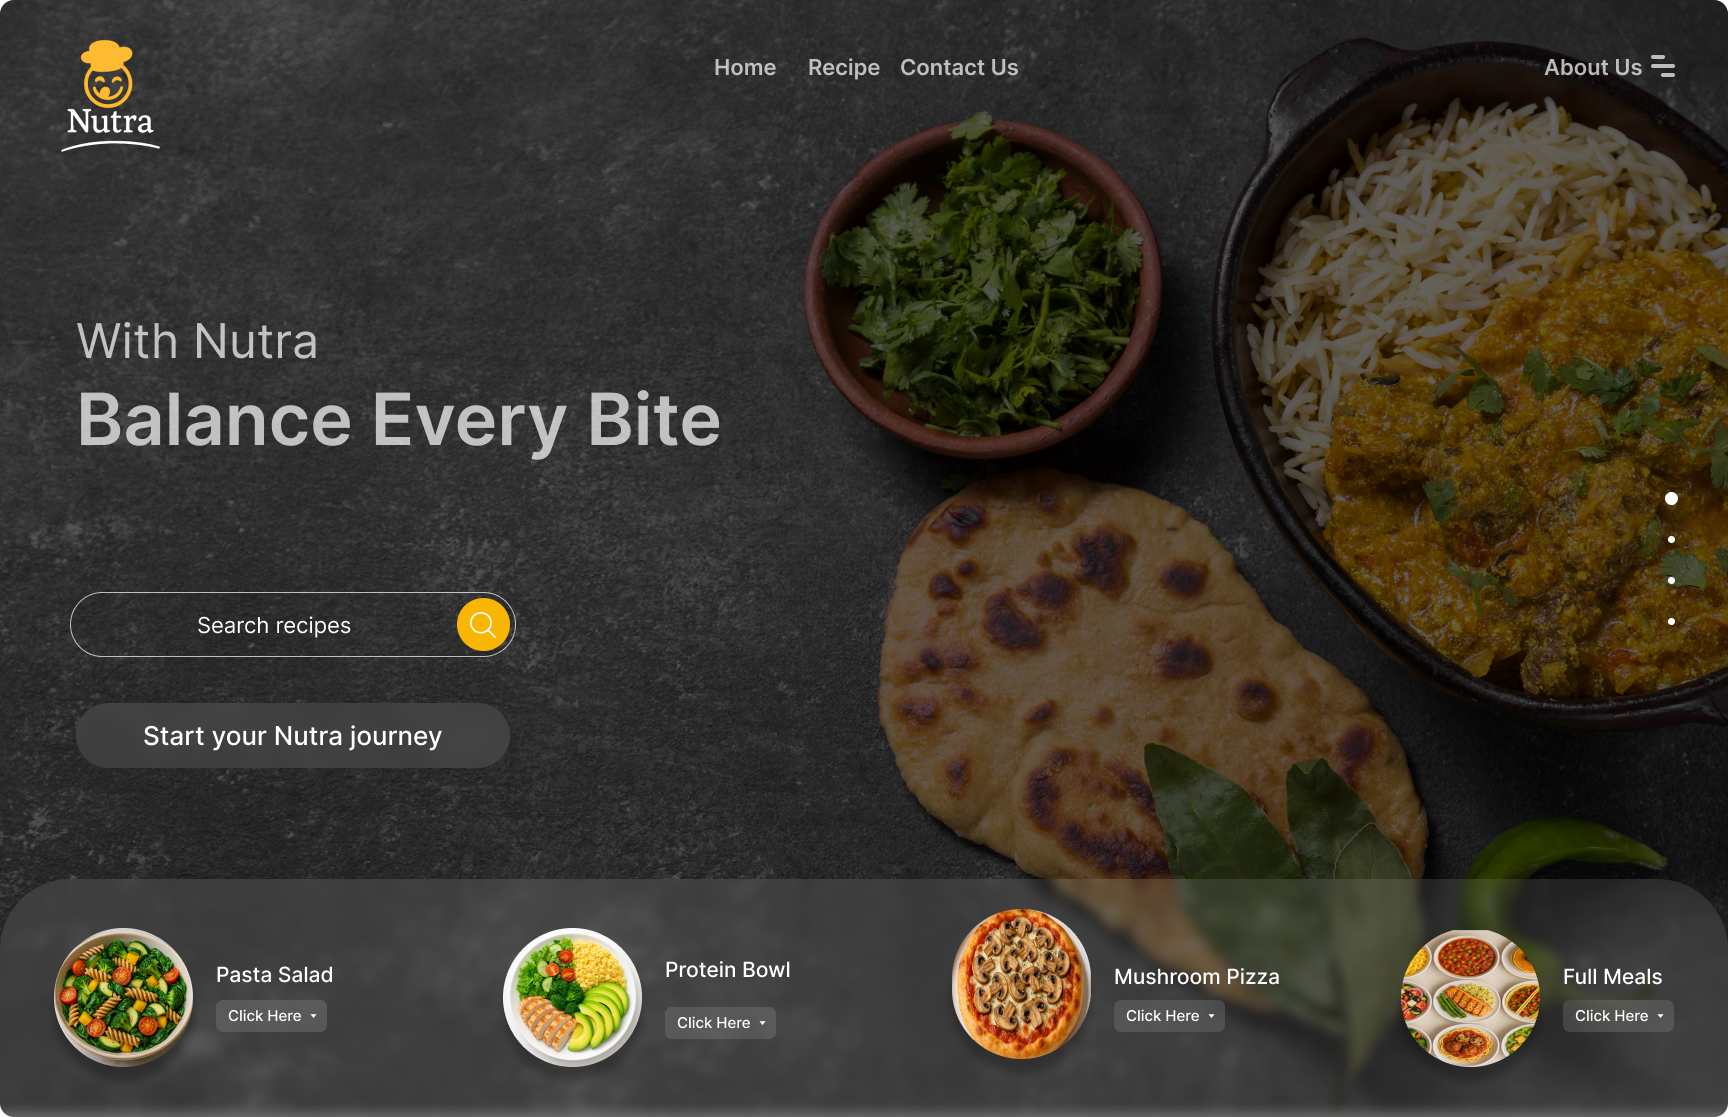 Nutra
Home Recipe Contact Us
About Us
With Nutra
Balance Every Bite
Search recipes
Start your Nutra journey
Pasta Salad
Click Here
Protein Bowl
Click Here
Mushroom Pizza
Click Here
Full Meals
Click Here